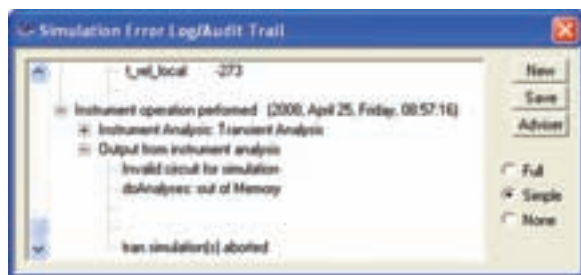 Simulation Error Log/Audit Trail
t_rel_local -273
Instrument operation performed (2008, April 25, Friday, 08:57:16)
Instrument Analysis: Transient Analysis
Output from instrument analysis
Invalid circuit for simulation
doAnalyses: out of Memory
tran simulation(s) aborted
New
Save
Adviser
Full
Simple
None